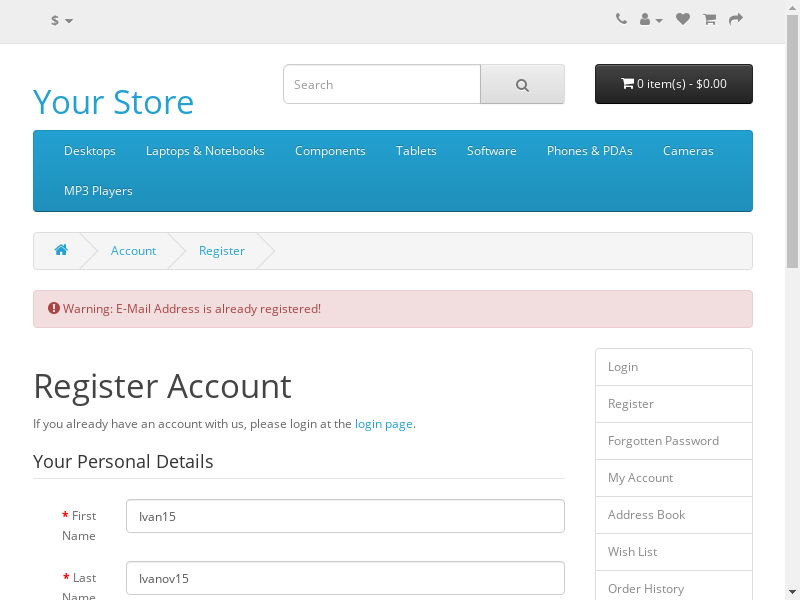 $
Your Store
Search
0 item(s) - $0.00
Desktops Laptops & Notebooks Components Tablets Software Phones & PDAs Cameras
MP3 Players
Account Register
Warning: E-Mail Address is already registered!
Register Account
If you already have an account with us, please login at the login page.
Your Personal Details
* First Name
Ivan15
* Last Name
Ivanov15
Login
Register
Forgotten Password
My Account
Address Book
Wish List
Order History